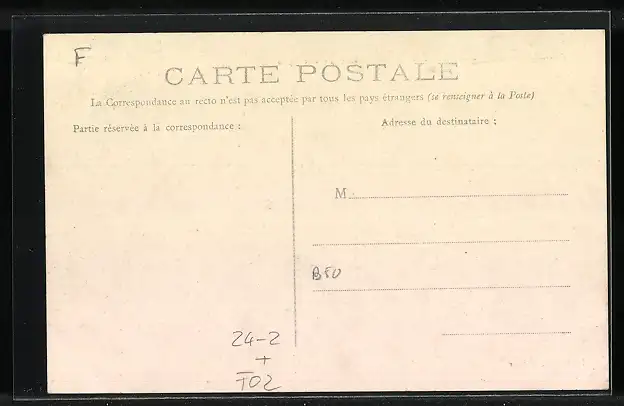 F
CARTE POSTALE
La Correspondance au recto n'est pas acceptée par tous les pays étrangers (se renseigner à la Poste)
Partie réservée à la correspondance :
Adresse du destinataire :
M
24-2
+
T02